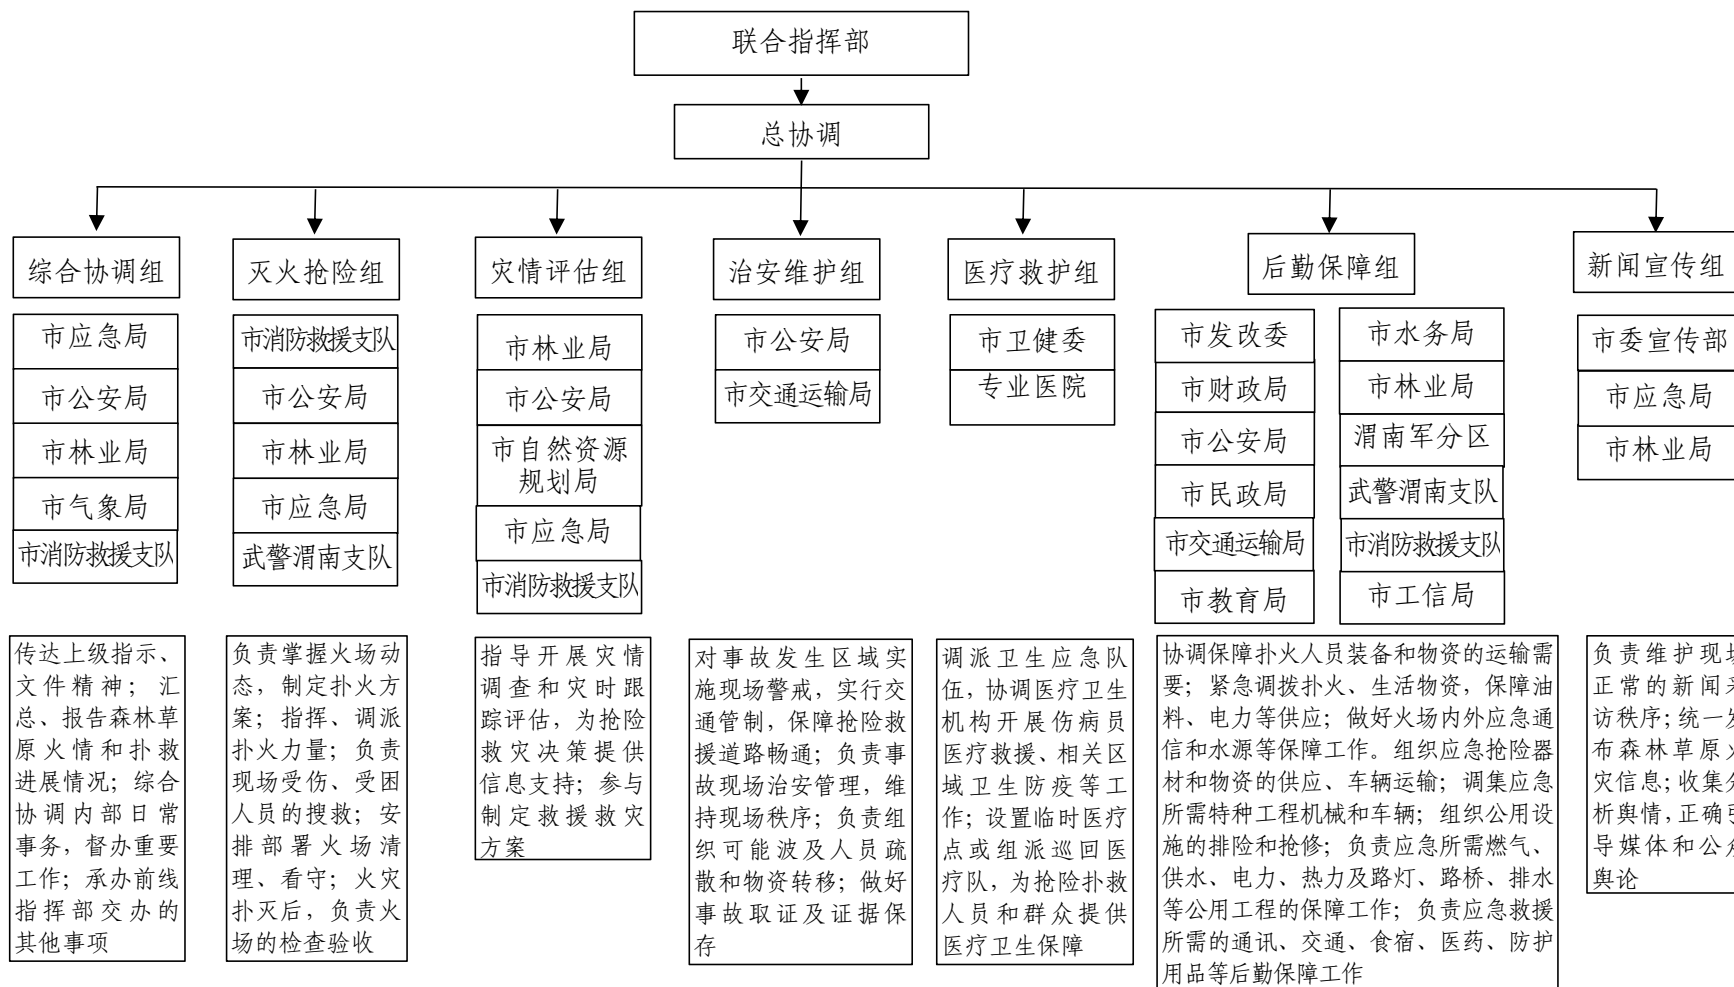 联合指挥部
总协调
综合协调组
灭火抢险组
灾情评估组
治安维护组
医疗救护组
后勤保障组
新闻宣传组
市应急局
市公安局
市林业局
市气象局
市消防救援支队
市消防救援支队
市公安局
市林业局
市应急局
武警渭南支队
市林业局
市公安局
市自然资源
规划局
市应急局
市消防救援支队
市公安局
市交通运输局
市卫健委
专业医院
市发改委
市财政局
市公安局
市民政局
市交通运输局
市教育局
市水务局
市林业局
渭南军分区
武警渭南支队
市消防救援支队
市工信局
市委宣传部
市应急局
市林业局
传达上级指示、
文件精神；汇
总、报告森林草
原火情和扑救
进展情况；综合
协调内部日常
事务，督办重要
工作；承办前线
指挥部交办的
其他事项
负责掌握火场动
态，制定扑火方
案；指挥、调派
扑火力量；负责
现场受伤、受困
人员的搜救；安
排部署火场清
理、看守；火灾
扑灭后，负责火
场的检查验收
指导开展灾情
调查和灾时跟
踪评估，为抢险
救灾决策提供
信息支持；参与
制定救援救灾
方案
对事故发生区域实
施现场警戒，实行交
通管制，保障抢险救
援道路畅通；负责事
故现场治安管理，维
持现场秩序；负责组
织可能波及人员疏
散和物资转移；做好
事故取证及证据保
存
调派卫生应急队
伍，协调医疗卫生
机构开展伤病员
医疗救援、相关区
域卫生防疫等工
作；设置临时医疗
点或组派巡回医
疗队，为抢险扑救
人员和群众提供
医疗卫生保障
协调保障扑火人员装备和物资的运输需
要；紧急调拨扑火、生活物资，保障油
料、电力等供应；做好火场内外应急通
信和水源等保障工作。组织应急抢险器
材和物资的供应、车辆运输；调集应急
所需特种工程机械和车辆；组织公用设
施的排险和抢修；负责应急所需燃气、
供水、电力、热力及路灯、路桥、排水
等公用工程的保障工作；负责应急救援
所需的通讯、交通、食宿、医药、防护
用品等后勤保障工作
负责维护现场
正常的新闻采
访秩序；统一发
布森林草原火
灾信息；收集分
析舆情，正确引
导媒体和公众
舆论